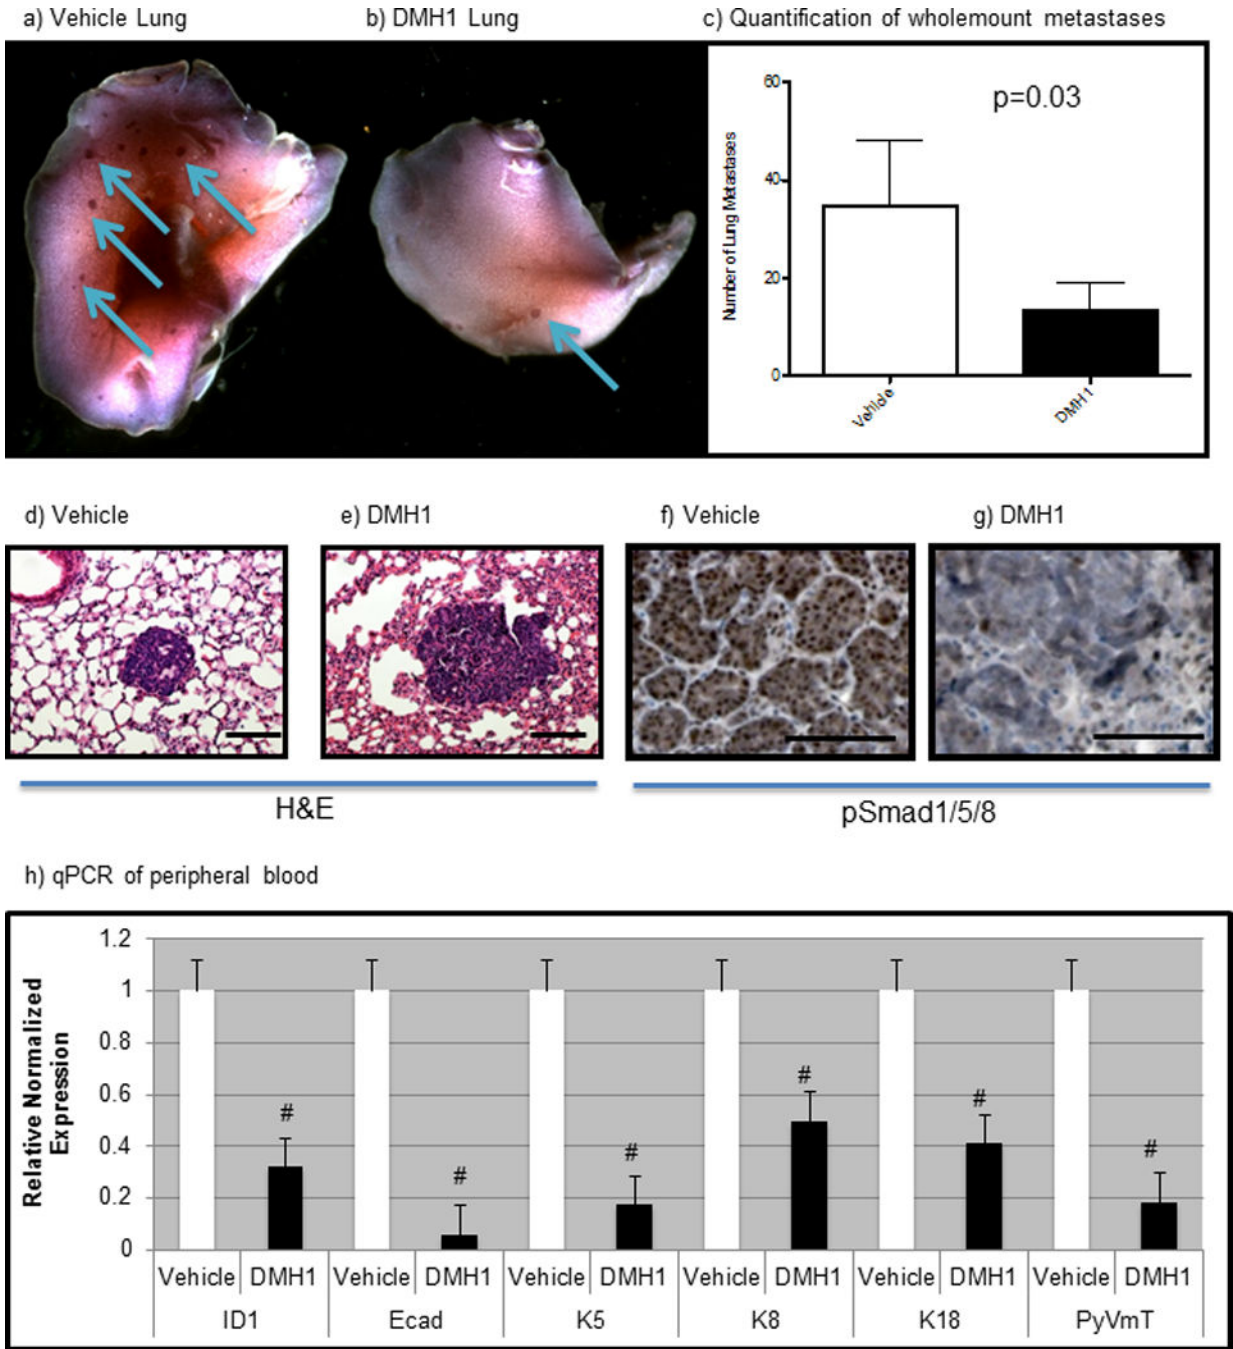 a) Vehicle Lung
b) DMH1 Lung
c) Quantification of wholemount metastases
Number of Lung Metastases
60
40
20
0
p=0.03
Vehicle
DMH1
d) Vehicle
e) DMH1
f) Vehicle
g) DMH1
H&E
pSmad1/5/8
h) qPCR of peripheral blood
Relative Normalized
Expression
1.2
1
0.8
0.6
0.4
0.2
0
#
#
#
#
#
#
Vehicle DMH1 Vehicle DMH1 Vehicle DMH1 Vehicle DMH1 Vehicle DMH1 Vehicle DMH1
ID1 Ecad K5 K8 K18 PyVmT